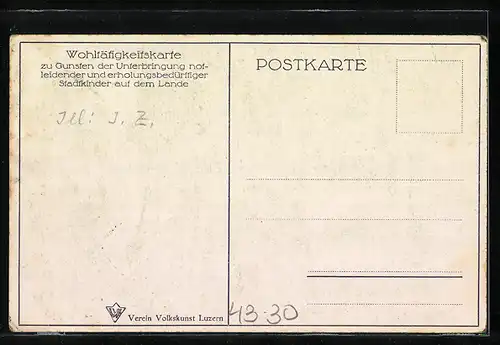 Wohltätigkeitskarte
zu Gunsten der Unterbringung not-
leidender und erholungsbedürftiger
Stadtkinder auf dem Lande
Jll: J. Z.
Verein Volkskunst Luzern
POSTKARTE
43-30